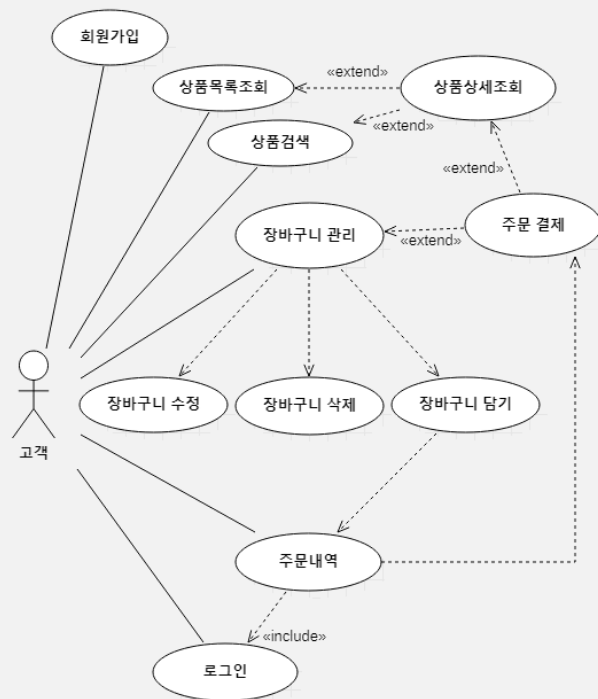 회원가입
상품목록조회
«extend»
상품상세조회
상품검색
«extend»
«extend»
장바구니 관리
«extend»
주문 결제
고객
장바구니 수정
장바구니 삭제
장바구니 담기
주문내역
«include»
로그인